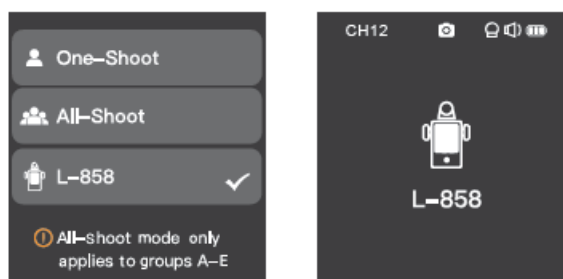 One-Shoot
All-Shoot
L-858
All-shoot mode only
applies to groups A-E
CH12
L-858